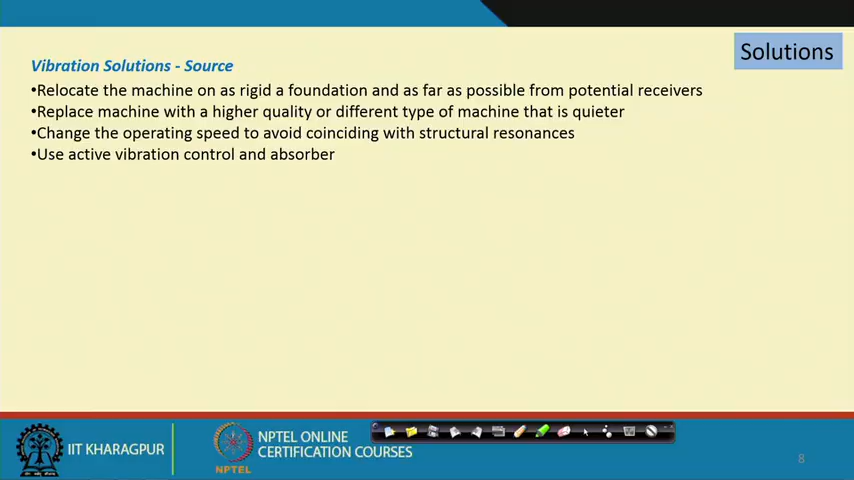 Solutions
Vibration Solutions - Source
•Relocate the machine on as rigid a foundation and as far as possible from potential receivers
•Replace machine with a higher quality or different type of machine that is quieter
•Change the operating speed to avoid coinciding with structural resonances
•Use active vibration control and absorber
IIT KHARAGPUR
NPTEL
NPTEL ONLINE
CERTIFICATION COURSES
8